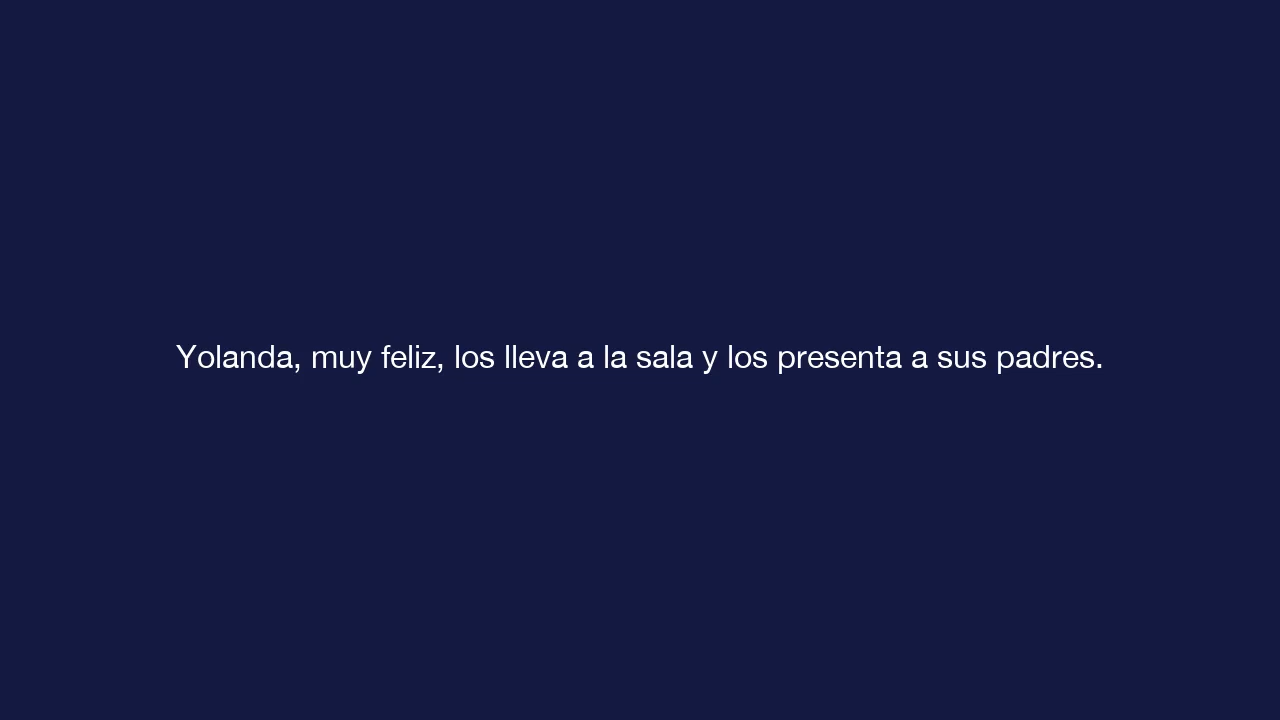 Yolanda, muy feliz, los lleva a la sala y los presenta a sus padres.